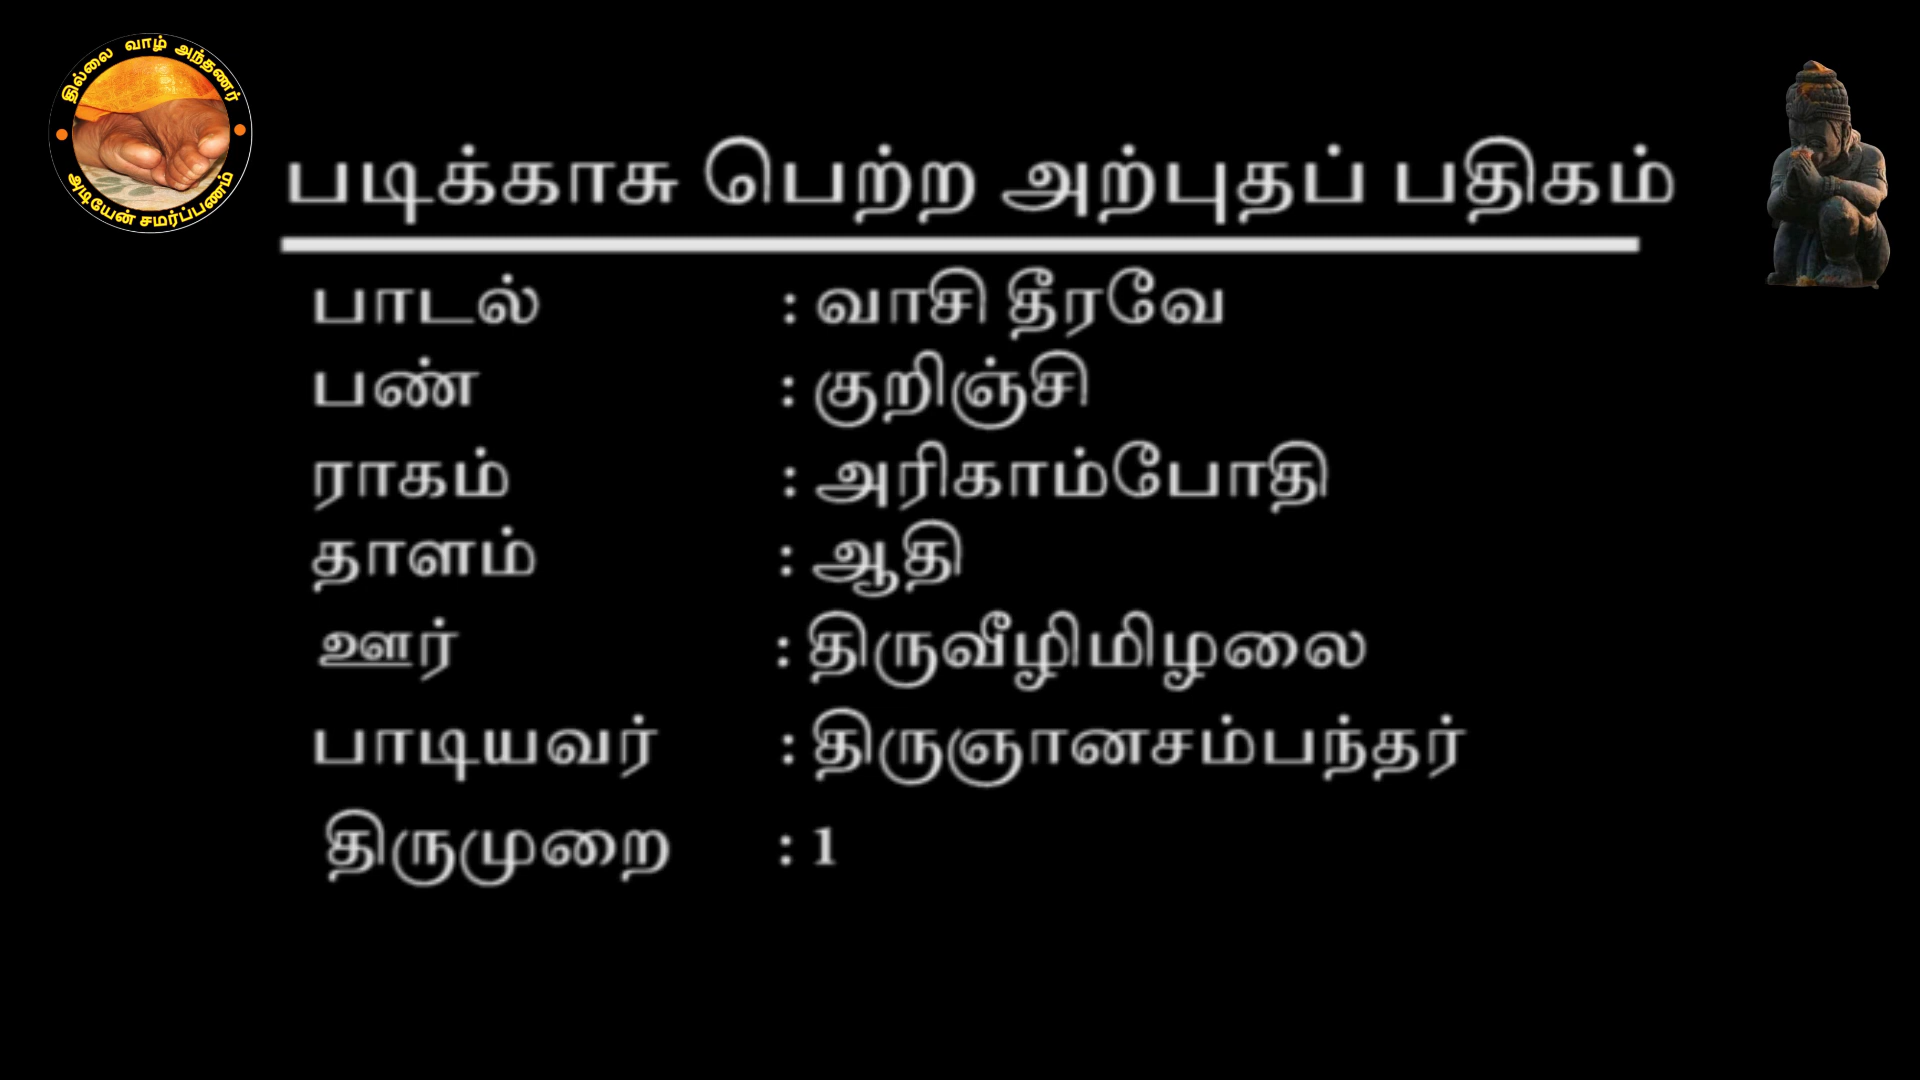 இல்லை வாழ் அந்தணர்
அடியேன் சமர்ப்பணம்
படிக்காசு பெற்ற அற்புதப் பதிகம்
பாடல் : வாசி தீரவே
பண் : குறிஞ்சி
ராகம் : அரிகாம்போதி
தாளம் : ஆதி
ஊர் : திருவீழிமிழலை
பாடியவர் : திருஞானசம்பந்தர்
திருமுறை : 1